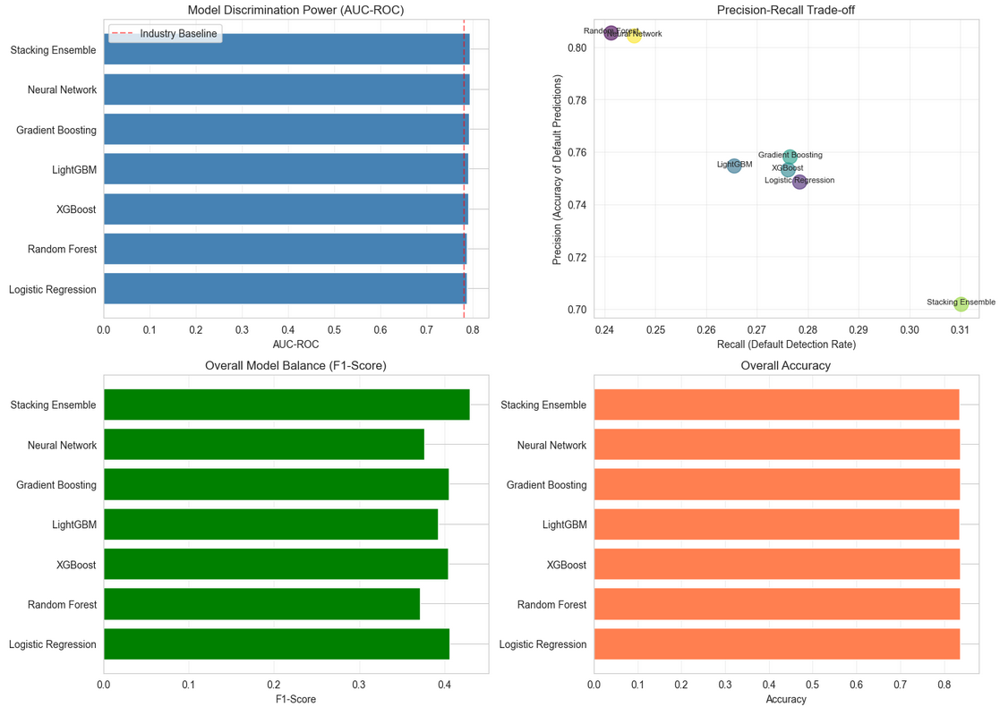 Model Discrimination Power (AUC-ROC)
Industry Baseline
Stacking Ensemble
Neural Network
Gradient Boosting
LightGBM
XGBoost
Random Forest
Logistic Regression
0.0 0.1 0.2 0.3 0.4 0.5 0.6 0.7 0.8
AUC-ROC
Precision-Recall Trade-off
Precision (Accuracy of Default Predictions)
0.80
0.78
0.76
0.74
0.72
0.70
Random Forest
Neural Network
Gradient Boosting
LightGBM
XGBoost
Logistic Regression
Stacking Ensemble
0.24 0.25 0.26 0.27 0.28 0.29 0.30 0.31
Recall (Default Detection Rate)
Overall Model Balance (F1-Score)
Stacking Ensemble
Neural Network
Gradient Boosting
LightGBM
XGBoost
Random Forest
Logistic Regression
0.0 0.1 0.2 0.3 0.4
F1-Score
Overall Accuracy
Stacking Ensemble
Neural Network
Gradient Boosting
LightGBM
XGBoost
Random Forest
Logistic Regression
0.0 0.1 0.2 0.3 0.4 0.5 0.6 0.7 0.8
Accuracy